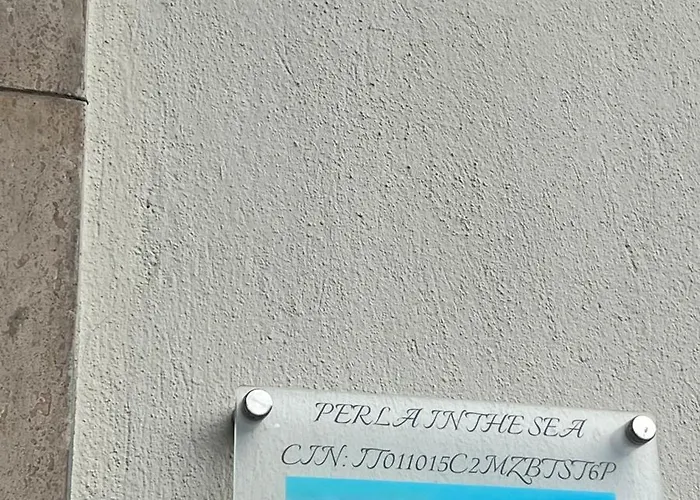 PERLA IN THE SEA
CIN: IT011015C2MZBTST6P